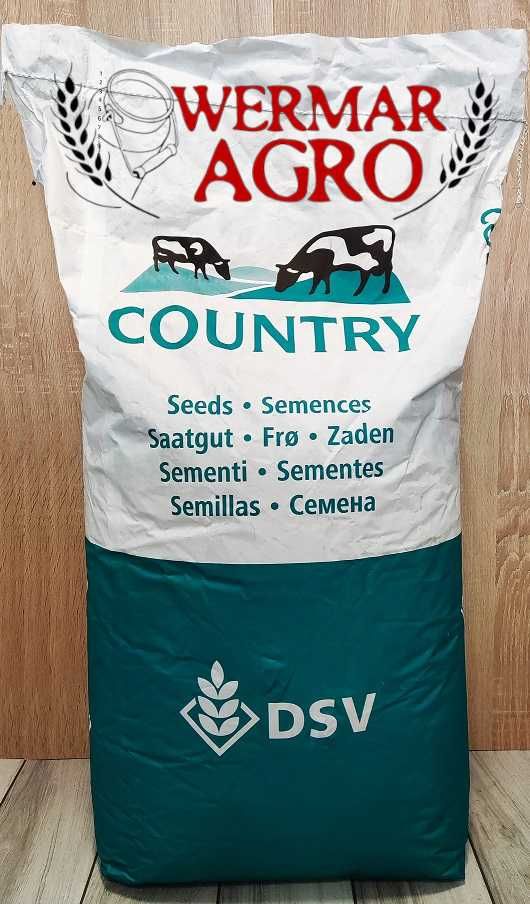 WERMAR
AGRO
COUNTRY
Seeds • Semences
Saatgut • Frø • Zaden
Sementi • Sementes
Semillas • Семена
DSV